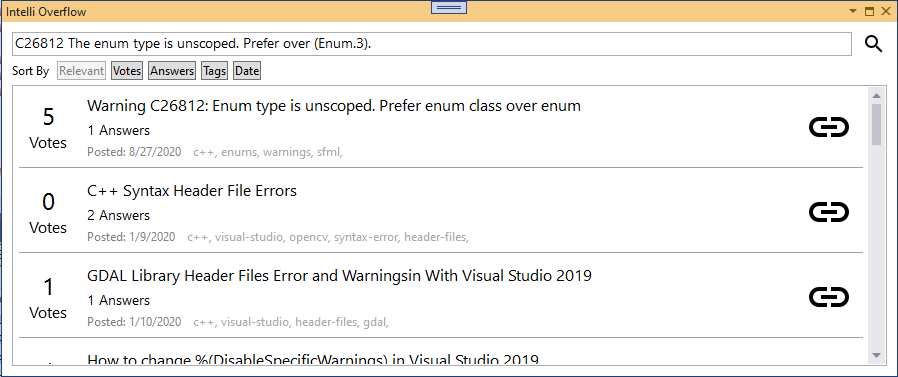 Intelli Overflow
C26812 The enum type is unscoped. Prefer over (Enum.3).
Sort By Relevant Votes Answers Tags Date
5 Votes
Warning C26812: Enum type is unscoped. Prefer enum class over enum
1 Answers
Posted: 8/27/2020 c++, enums, warnings, sfml,
0 Votes
C++ Syntax Header File Errors
2 Answers
Posted: 1/9/2020 c++, visual-studio, opencv, syntax-error, header-files,
1 Votes
GDAL Library Header Files Error and Warningsin With Visual Studio 2019
1 Answers
Posted: 1/10/2020 c++, visual-studio, header-files, gdal,
How to change %(DisableSpecificWarnings) in Visual Studio 2019